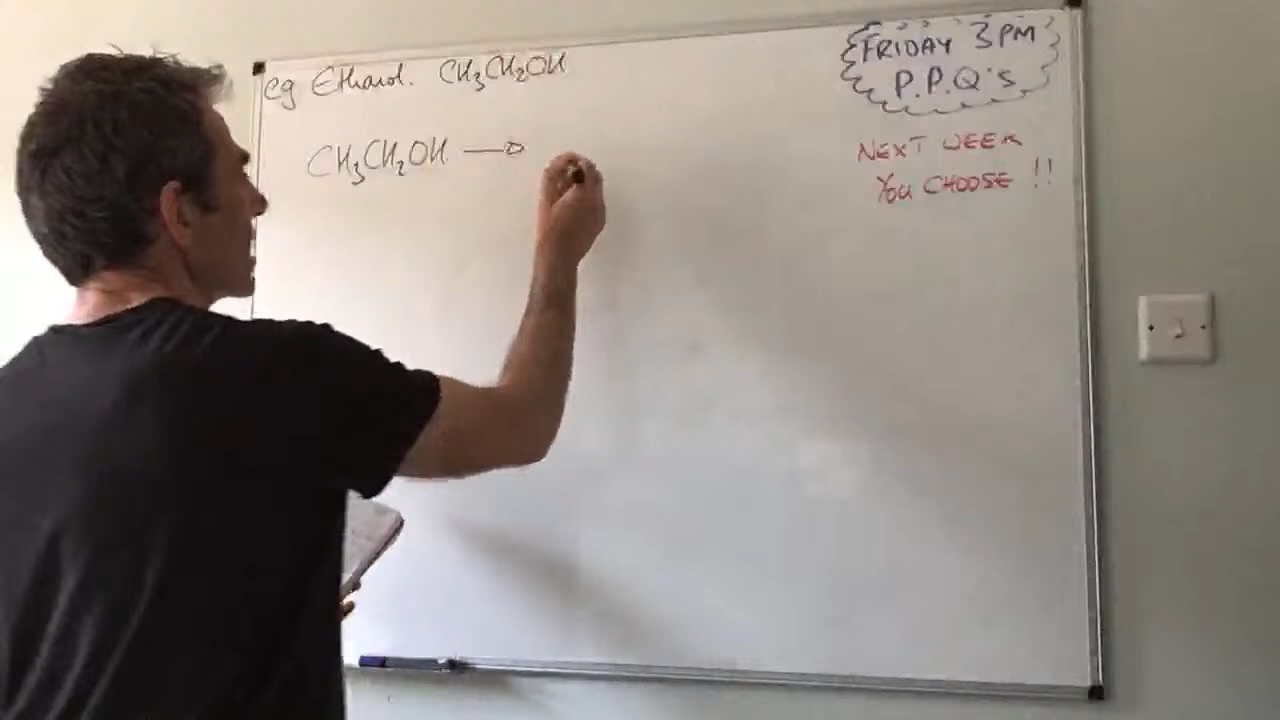 eg Ethanol. CH₃CH₂OH
CH₃CH₂OH →
FRIDAY 3PM
P.P.Q's
NEXT WEEK
YOU CHOOSE !!